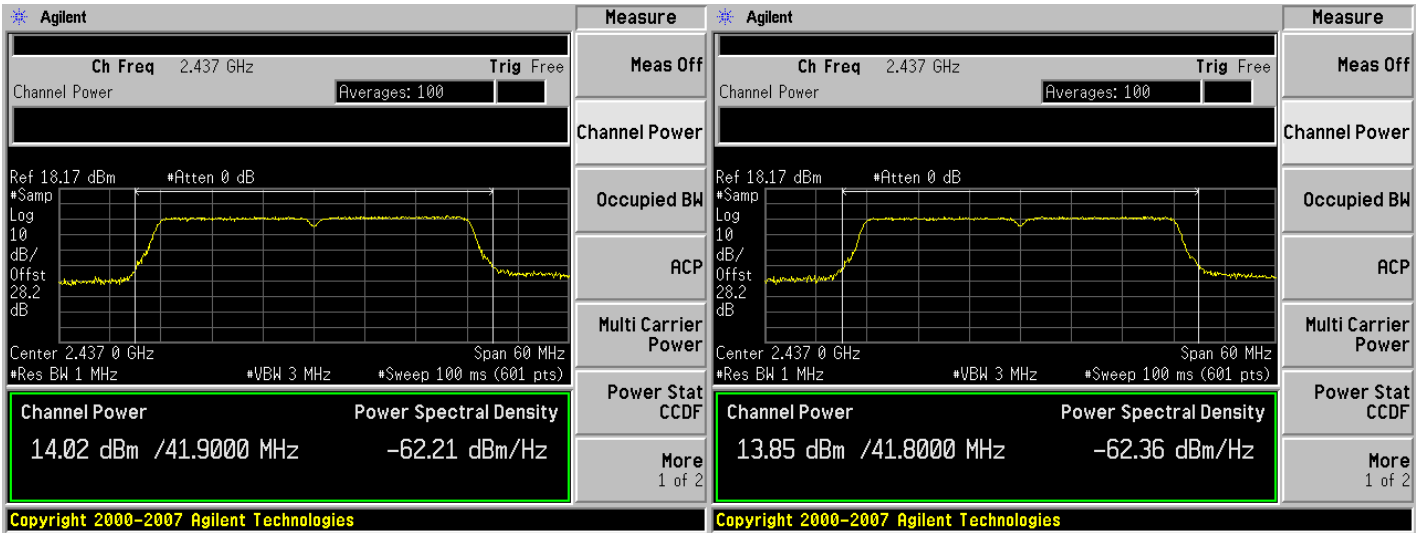 Agilent
Measure
Ch Freq 2.437 GHz Trig Free
Meas Off
Channel Power Averages: 100
Channel Power
Ref 18.17 dBm #Atten 0 dB
#Samp
Log
10
dB/
Offst
28.2
dB
Occupied BW
ACP
Multi Carrier
Power
Center 2.437 0 GHz Span 60 MHz
#Res BW 1 MHz #VBW 3 MHz #Sweep 100 ms (601 pts)
Power Stat
CCDF
Channel Power Power Spectral Density
14.02 dBm /41.9000 MHz -62.21 dBm/Hz
More
1 of 2
Copyright 2000-2007 Agilent Technologies
Agilent
Measure
Ch Freq 2.437 GHz Trig Free
Meas Off
Channel Power Averages: 100
Channel Power
Ref 18.17 dBm #Atten 0 dB
#Samp
Log
10
dB/
Offst
28.2
dB
Occupied BW
ACP
Multi Carrier
Power
Center 2.437 0 GHz Span 60 MHz
#Res BW 1 MHz #VBW 3 MHz #Sweep 100 ms (601 pts)
Power Stat
CCDF
Channel Power Power Spectral Density
13.85 dBm /41.8000 MHz -62.36 dBm/Hz
More
1 of 2
Copyright 2000-2007 Agilent Technologies